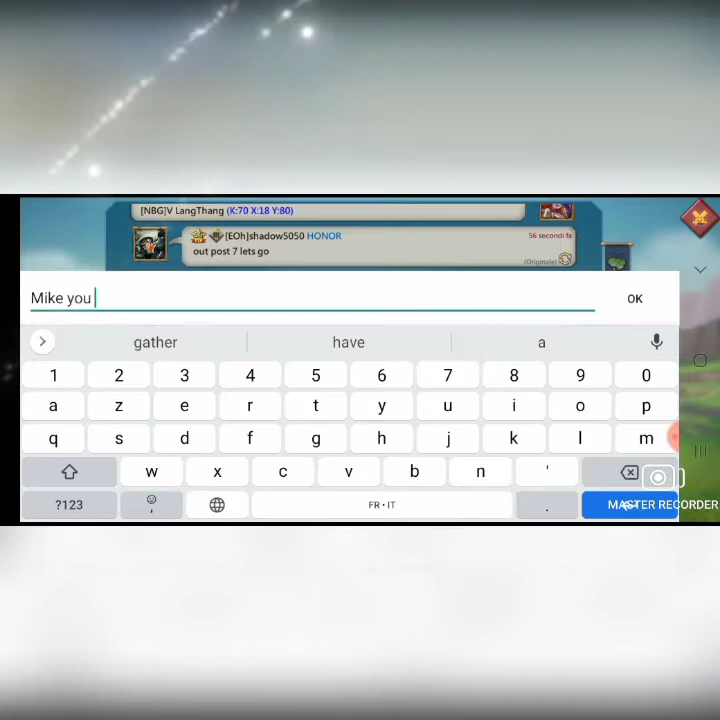 [NBG]V LangThang (K:70 X:18 Y:80)
[EOh]shadow5050 HONOR
56 secondi fa
out post 7 lets go
(Originale)
Mike you
OK
gather have a
1 2 3 4 5 6 7 8 9 0
a z e r t y u i o p
q s d f g h j k l m
w x c v b n '
?123 , FR • IT .
MASTER RECORDER